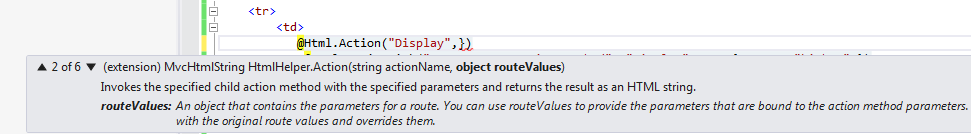 <tr>
<td>
@Html.Action("Display",})
▲ 2 of 6 ▼ (extension) MvcHtmlString HtmlHelper.Action(string actionName, object routeValues)
Invokes the specified child action method with the specified parameters and returns the result as an HTML string.
routeValues: An object that contains the parameters for a route. You can use routeValues to provide the parameters that are bound to the action method parameters.
with the original route values and overrides them.